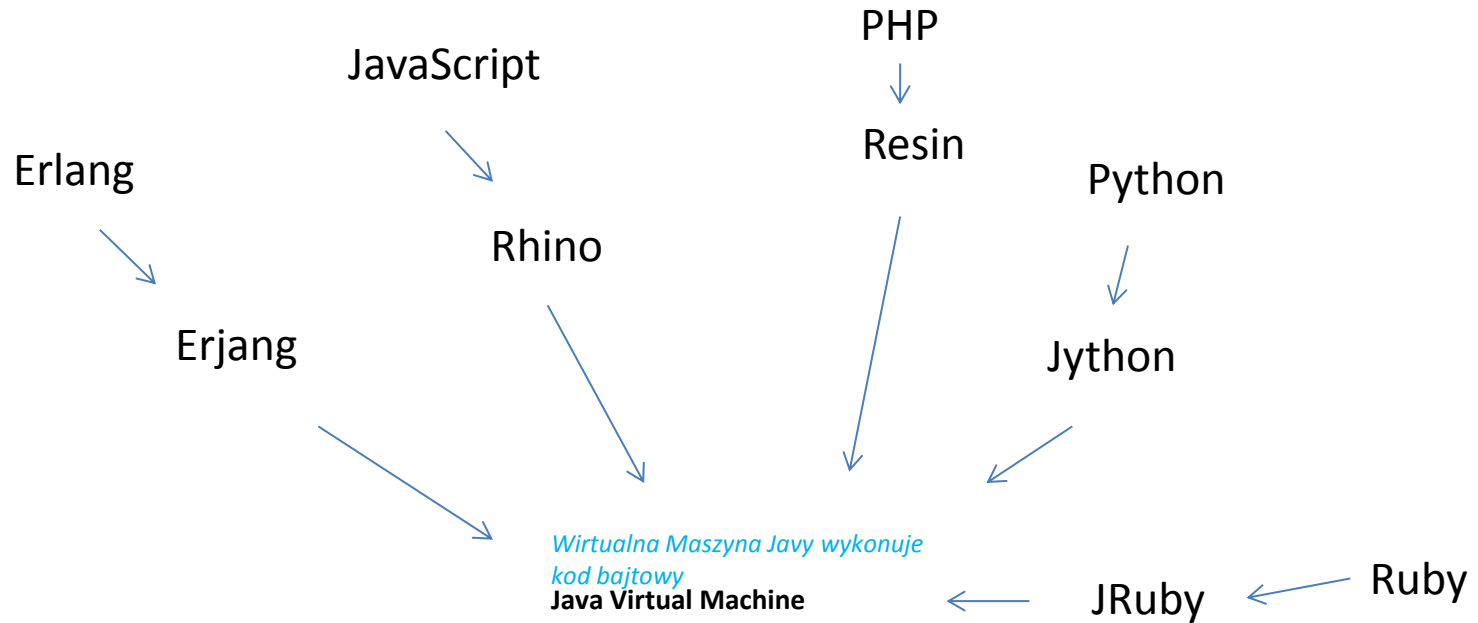 PHP
JavaScript
Resin
Erlang
Python
Rhino
Erjang
Jython
Wirtualna Maszyna Javy wykonuje
kod bajtowy
Java Virtual Machine
JRuby
Ruby